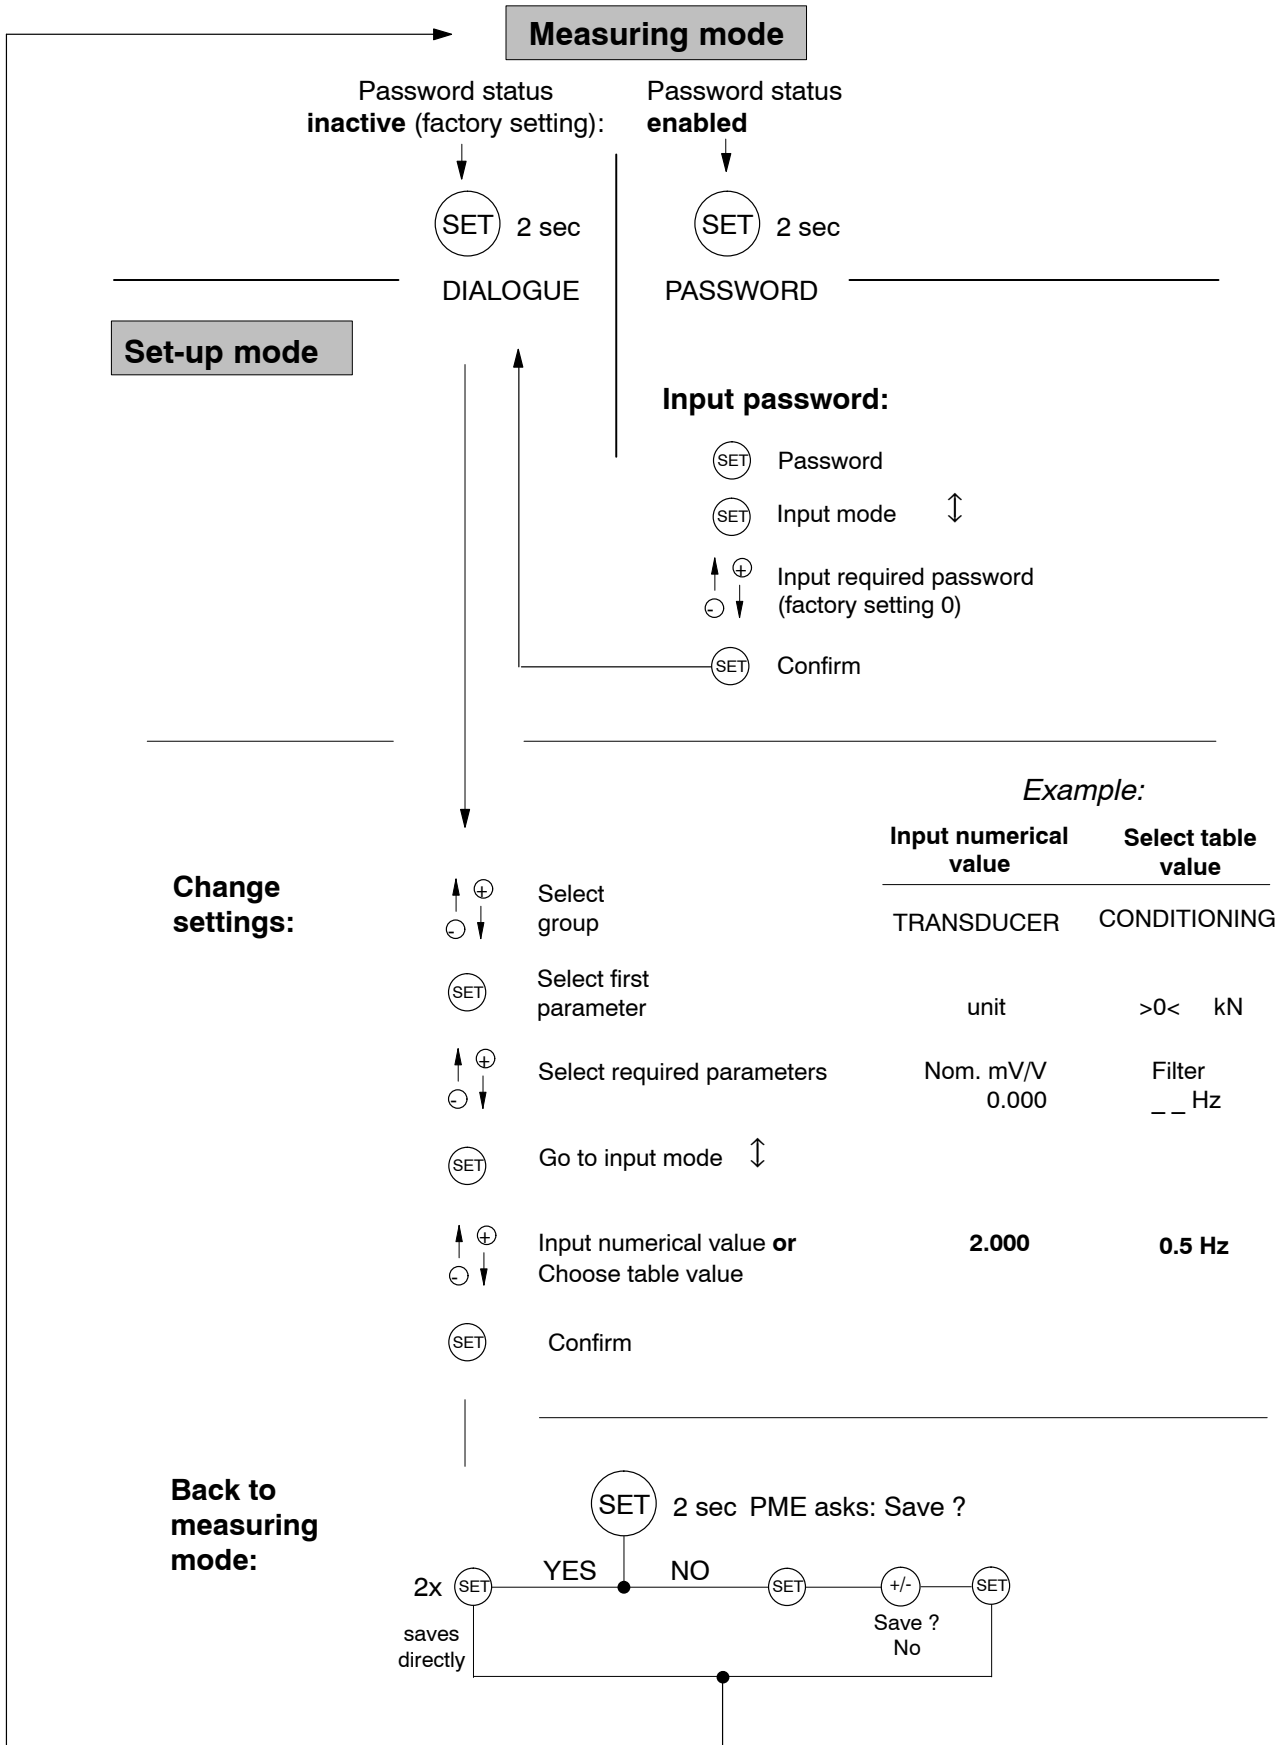 Measuring mode
Password status
inactive (factory setting):
Password status
enabled
SET 2 sec
SET 2 sec
DIALOGUE
PASSWORD
Set-up mode
Input password:
SET Password
SET Input mode ↕
+
- Input required password
(factory setting 0)
SET Confirm
Example:
Input numerical
value
Select table
value
Change
settings:
+
- Select
group
TRANSDUCER
CONDITIONING
SET Select first
parameter
unit
>0< kN
+
- Select required parameters
Nom. mV/V
0.000
Filter
_ _ Hz
SET Go to input mode ↕
+
- Input numerical value or
Choose table value
2.000
0.5 Hz
SET Confirm
Back to
measuring
mode:
SET 2 sec PME asks: Save ?
YES NO
2x SET SET +/- SET
saves
directly
Save ?
No